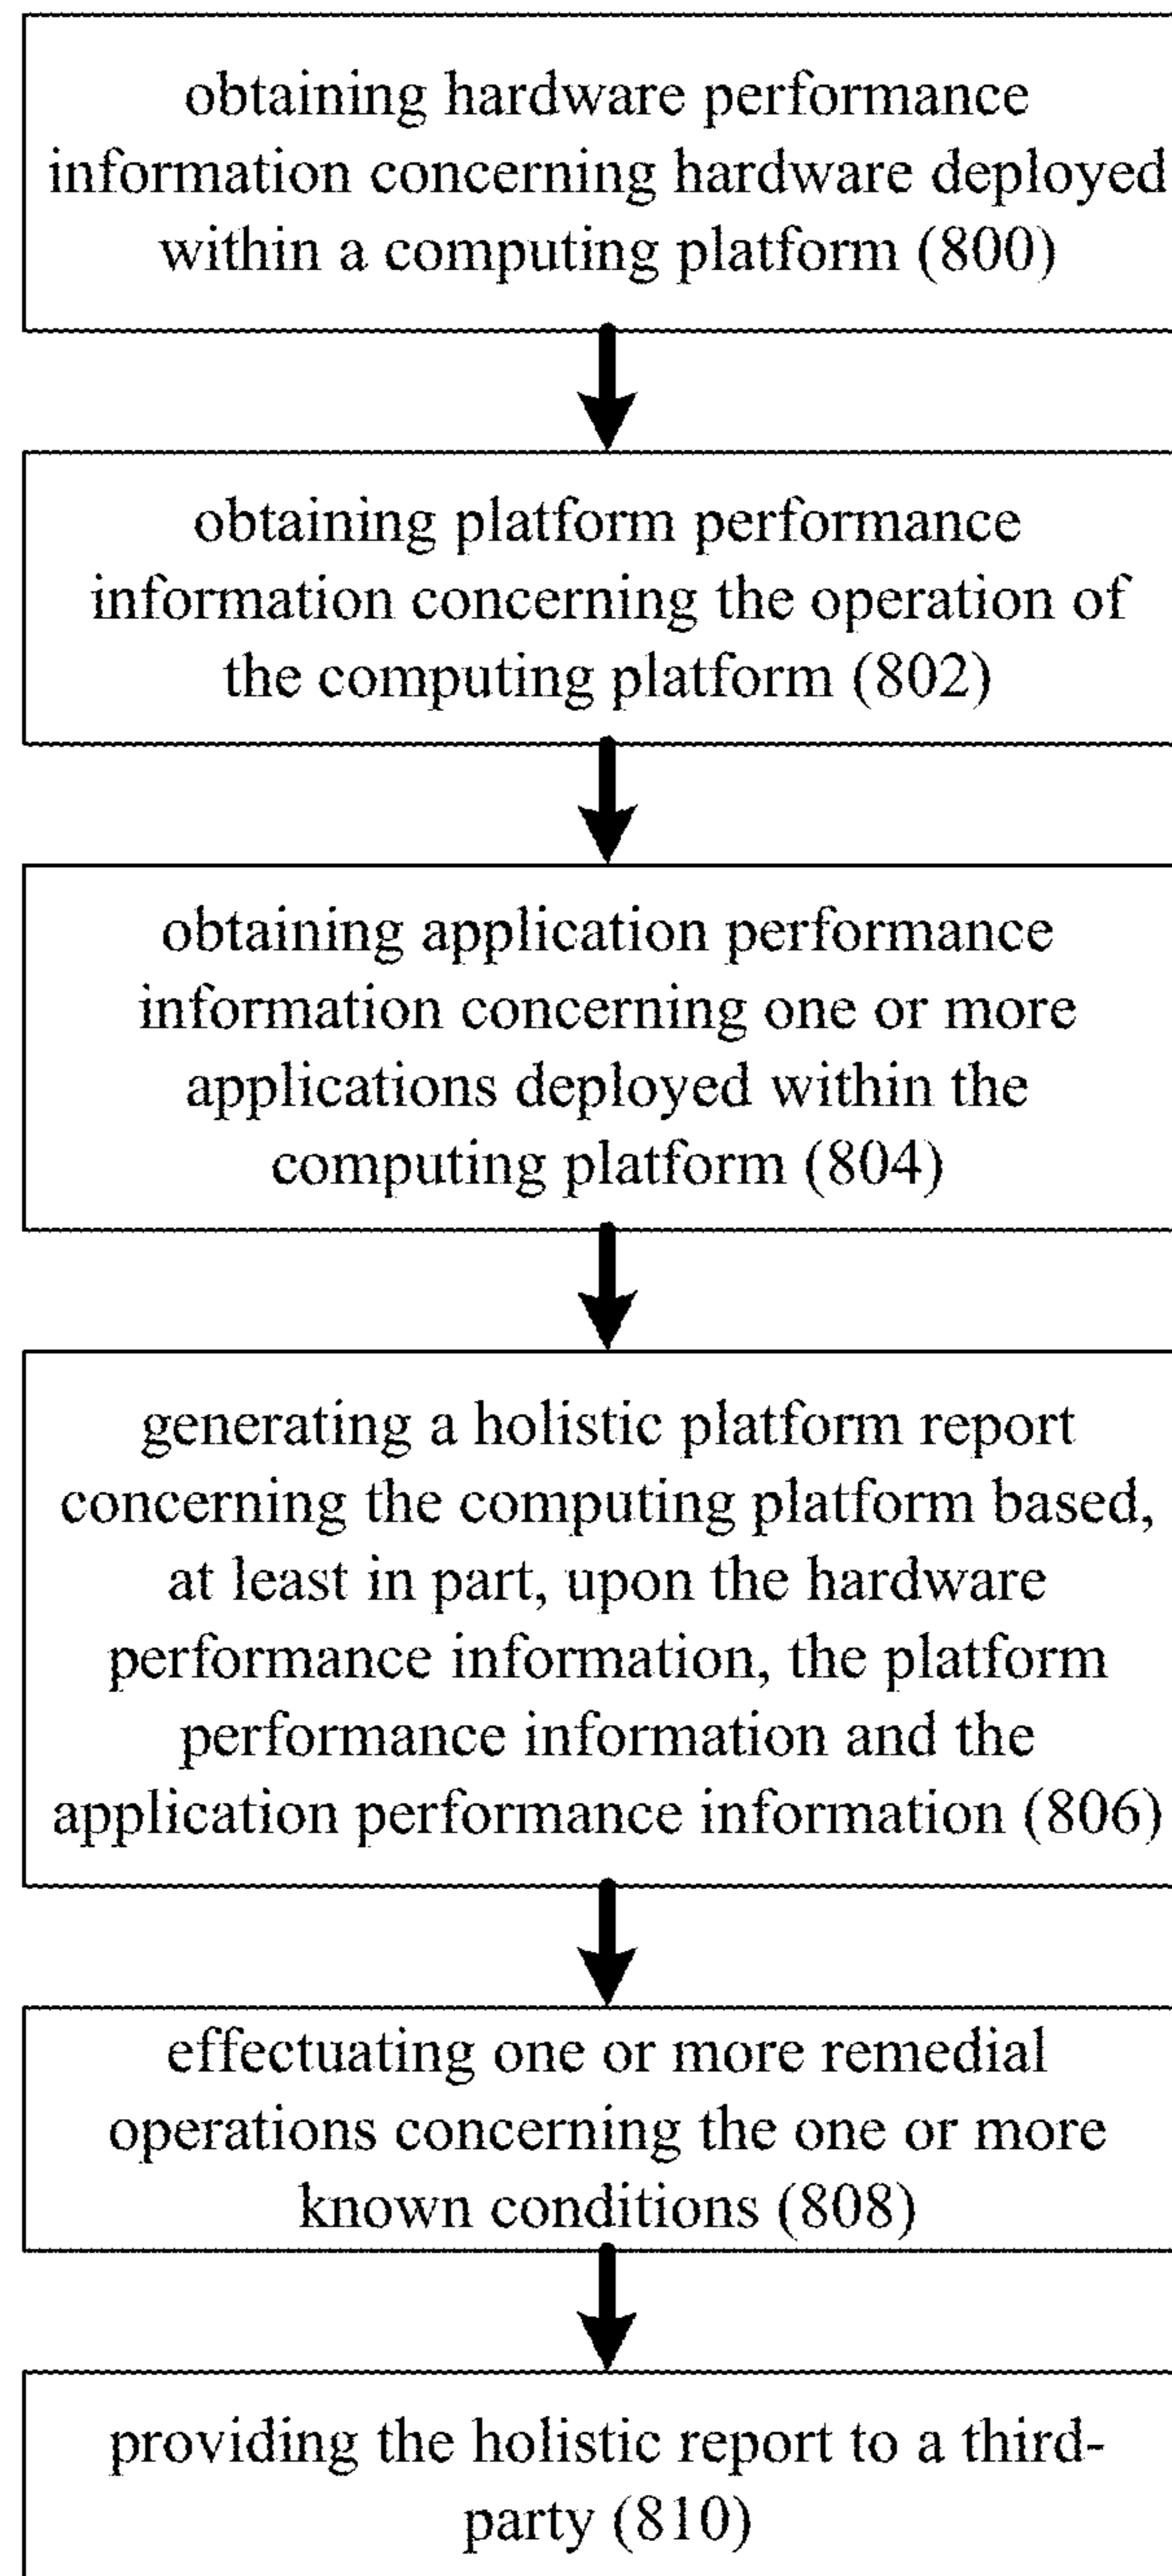 obtaining hardware performance
information concerning hardware deployed
within a computing platform (800)
obtaining platform performance
information concerning the operation of
the computing platform (802)
obtaining application performance
information concerning one or more
applications deployed within the
computing platform (804)
generating a holistic platform report
concerning the computing platform based,
at least in part, upon the hardware
performance information, the platform
performance information and the
application performance information (806)
effectuating one or more remedial
operations concerning the one or more
known conditions (808)
providing the holistic report to a third-
party (810)